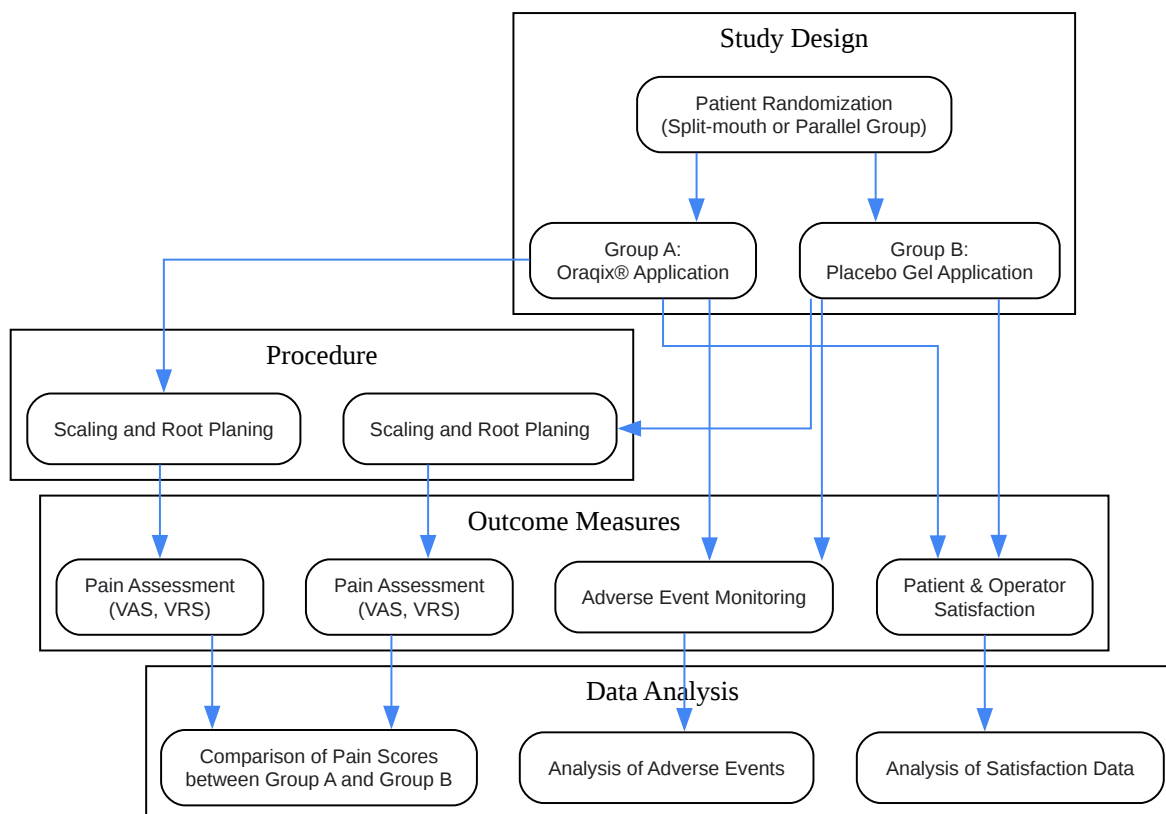 Study Design
Patient Randomization
(Split-mouth or Parallel Group)
Group A:
Oraqix® Application
Group B:
Placebo Gel Application
Procedure
Scaling and Root Planing
Scaling and Root Planing
Outcome Measures
Pain Assessment
(VAS, VRS)
Pain Assessment
(VAS, VRS)
Adverse Event Monitoring
Patient & Operator
Satisfaction
Data Analysis
Comparison of Pain Scores
between Group A and Group B
Analysis of Adverse Events
Analysis of Satisfaction Data